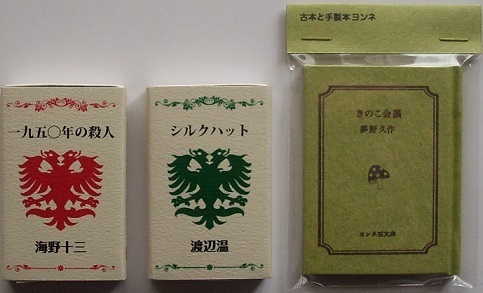 一九五〇年の殺人
海野十三
シルクハット
渡辺温
古本と手製本ヨンネ
きのこ会議
夢野久作
ヨンネ豆文庫